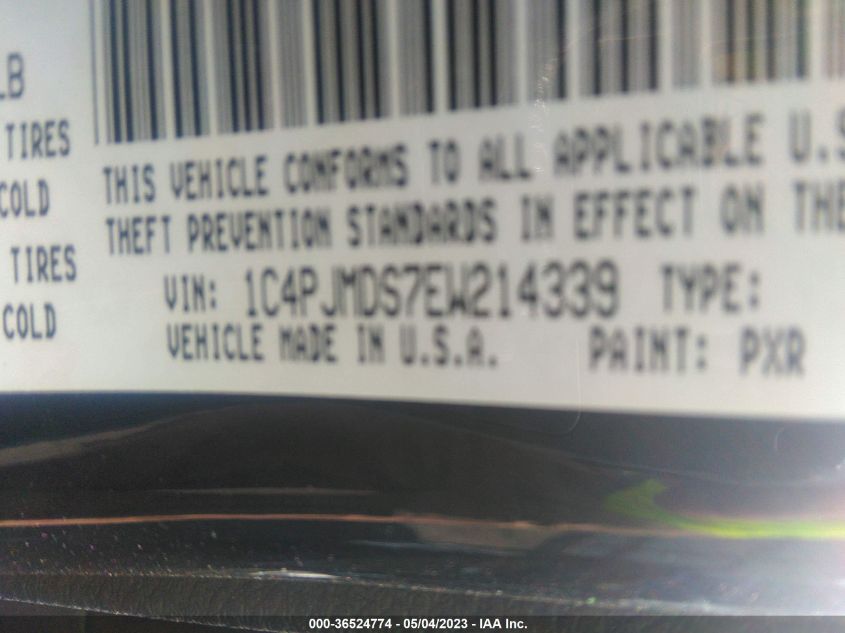 LB
TIRES
COLD
TIRES
COLD
THIS VEHICLE CONFORMS TO ALL APPLICABLE U.S
THEFT PREVENTION STANDARDS IN EFFECT ON THE
VIN: 1C4PJMDS7EW214339 TYPE:
VEHICLE MADE IN U.S.A. PAINT: PXR
000-36524774 - 05/04/2023 - IAA Inc.